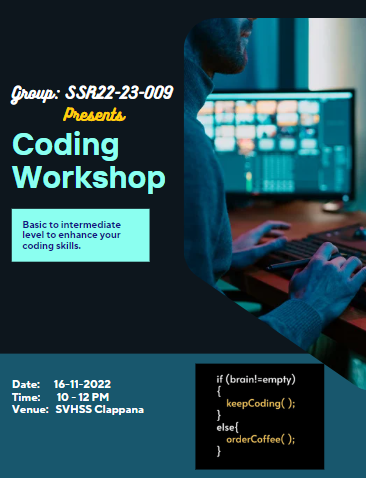 Group: SSR22-23-009
Presents
Coding
Workshop
Basic to intermediate
level to enhance your
coding skills.
Date: 16-11-2022
Time: 10 - 12 PM
Venue: SVHSS Clappana
if (brain!=empty)
{
keepCoding( );
}
else{
orderCoffee( );
}